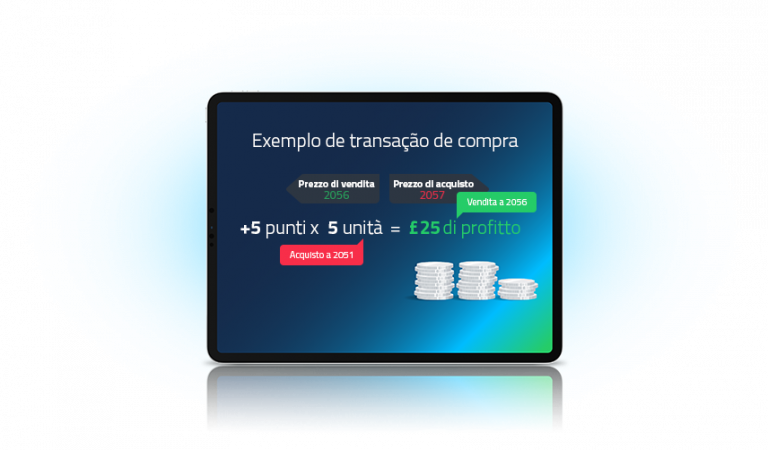 Exemplo de transação de compra
Prezzo di vendita Prezzo di acquisto
2056 2057
Vendita a 2056
+5 punti x 5 unità = £25 di profitto
Acquisto a 2051